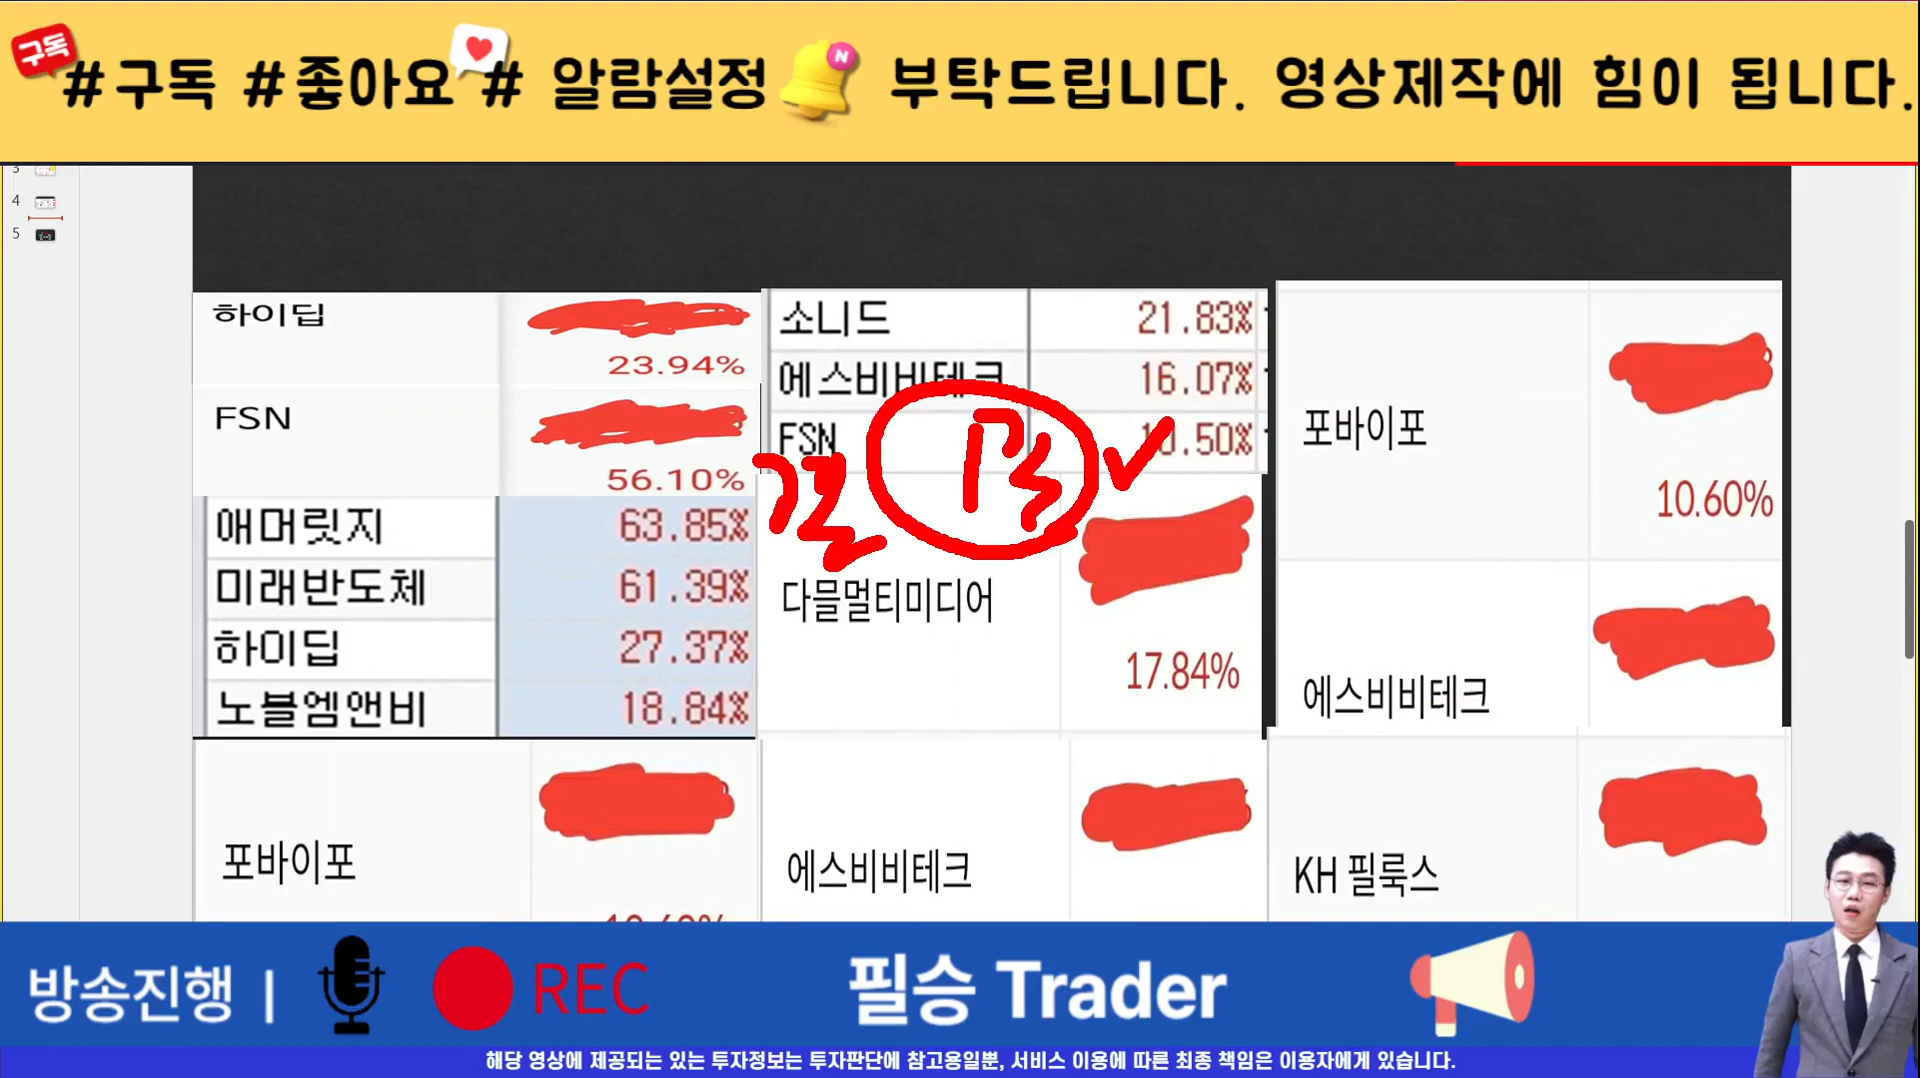 구독
#구독 #좋아요 # 알람설정 N 부탁드립니다. 영상제작에 힘이 됩니다.
3
4
5
하이딥
23.94%
FSN
56.10%
애머릿지 63.85%
미래반도체 61.39%
하이딥 27.37%
노블엠앤비 18.84%
소니드 21.83%
에스비비테크 16.07%
FSN 10.50%
다믈멀티미디어
17.84%
포바이포
10.60%
에스비비테크
포바이포
에스비비테크
KH 필룩스
방송진행 | REC 필승 Trader
해당 영상에 제공되는 있는 투자정보는 투자판단에 참고용일뿐, 서비스 이용에 따른 최종 책임은 이용자에게 있습니다.